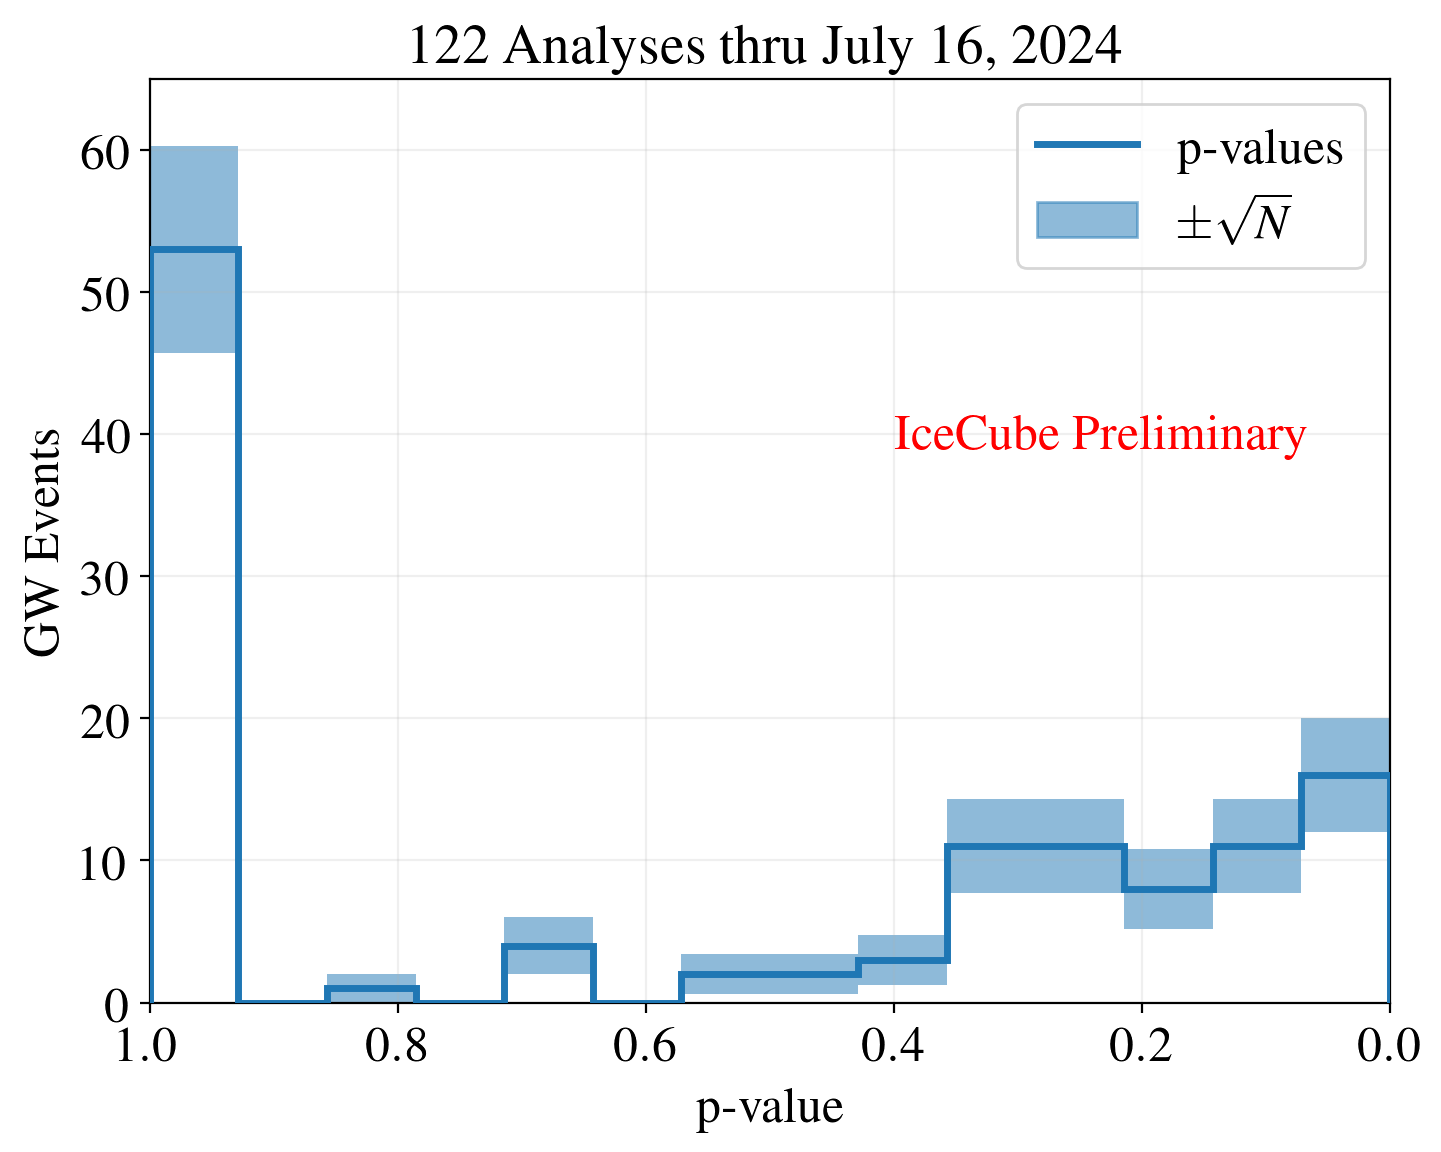 122 Analyses thru July 16, 2024
p-values
±√N
IceCube Preliminary
GW Events
60
50
40
30
20
10
0
1.0 0.8 0.6 0.4 0.2 0.0
p-value